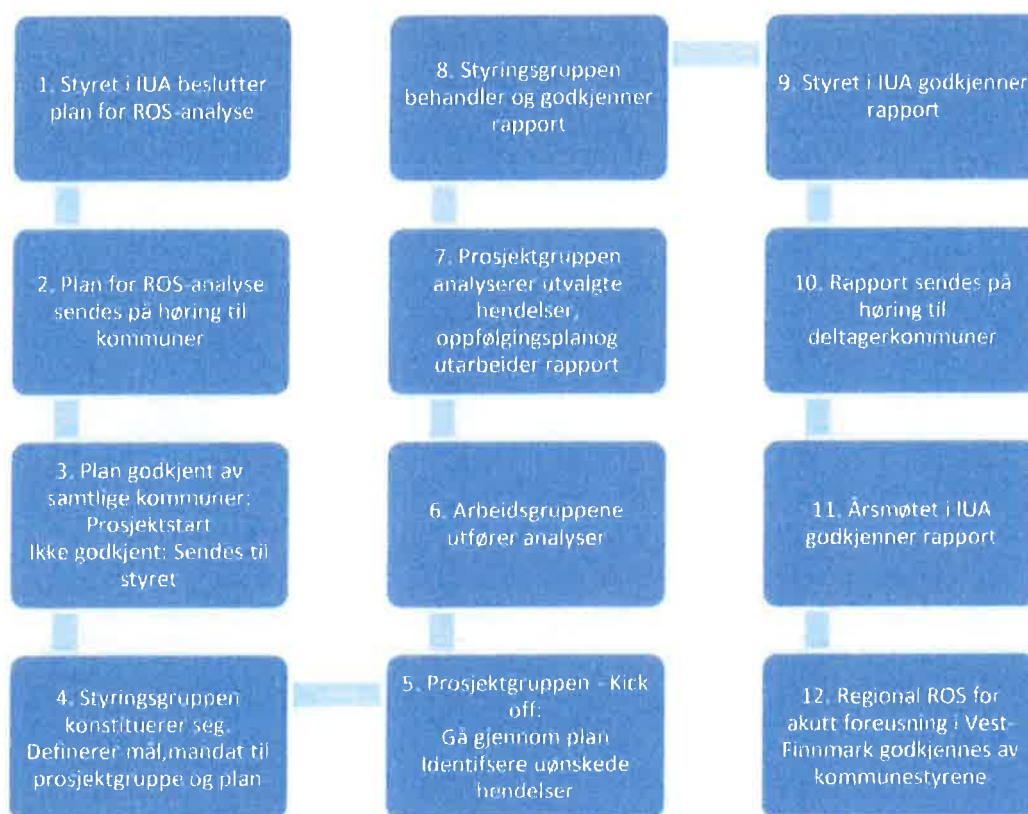 1. Styret i IUA beslutter
plan for ROS-analyse
2. Plan for ROS-analyse
sendes på høring til
kommuner
3. Plan godkjent av
samtlige kommuner:
Prosjektstart
Ikke godkjent: Sendes til
styret
4. Styringsgruppen
konstituerer seg.
Definerer mål,mandat til
prosjektgruppe og plan
5. Prosjektgruppen - Kick
off:
Gå gjennom plan
Identifsere uønskede
hendelser
6. Arbeidsgruppene
utfører analyser
7. Prosjektgruppen
analyserer utvalgte
hendelser,
oppfølgingsplanog
utarbeider rapport
8. Styringsgruppen
behandler og godkjenner
rapport
9. Styret i IUA godkjenner
rapport
10. Rapport sendes på
høring til
deltagerkommuner
11. Årsmøtet i IUA
godkjenner rapport
12. Regional ROS for
akutt foreusning i Vest-
Finnmark godkjennes av
kommunestyrene